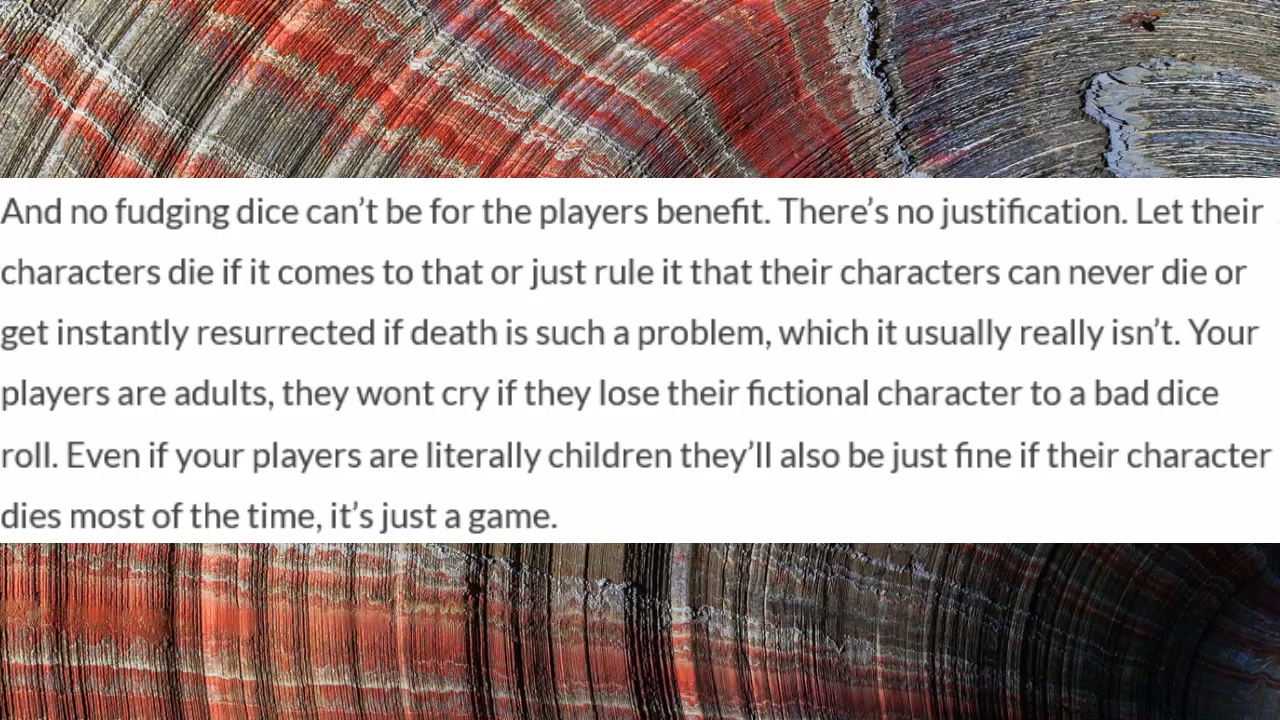 And no fudging dice can't be for the players benefit. There's no justification. Let their
characters die if it comes to that or just rule it that their characters can never die or
get instantly resurrected if death is such a problem, which it usually really isn't. Your
players are adults, they wont cry if they lose their fictional character to a bad dice
roll. Even if your players are literally children they'll also be just fine if their character
dies most of the time, it's just a game.